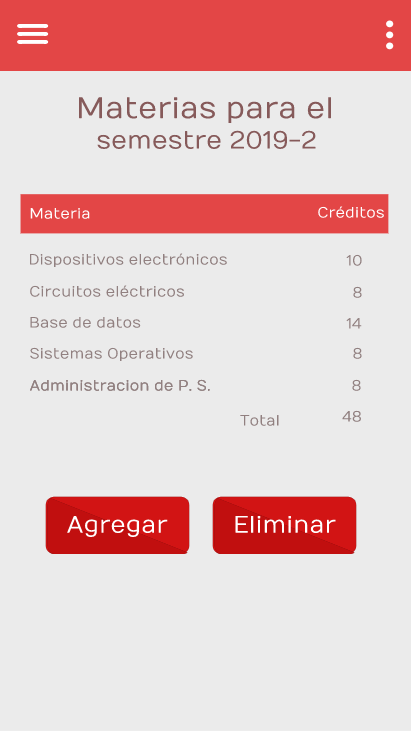 Materias para el
semestre 2019-2
Materia Créditos
Dispositivos electrónicos 10
Circuitos eléctricos 8
Base de datos 14
Sistemas Operativos 8
Administracion de P. S. 8
Total 48
Agregar Eliminar